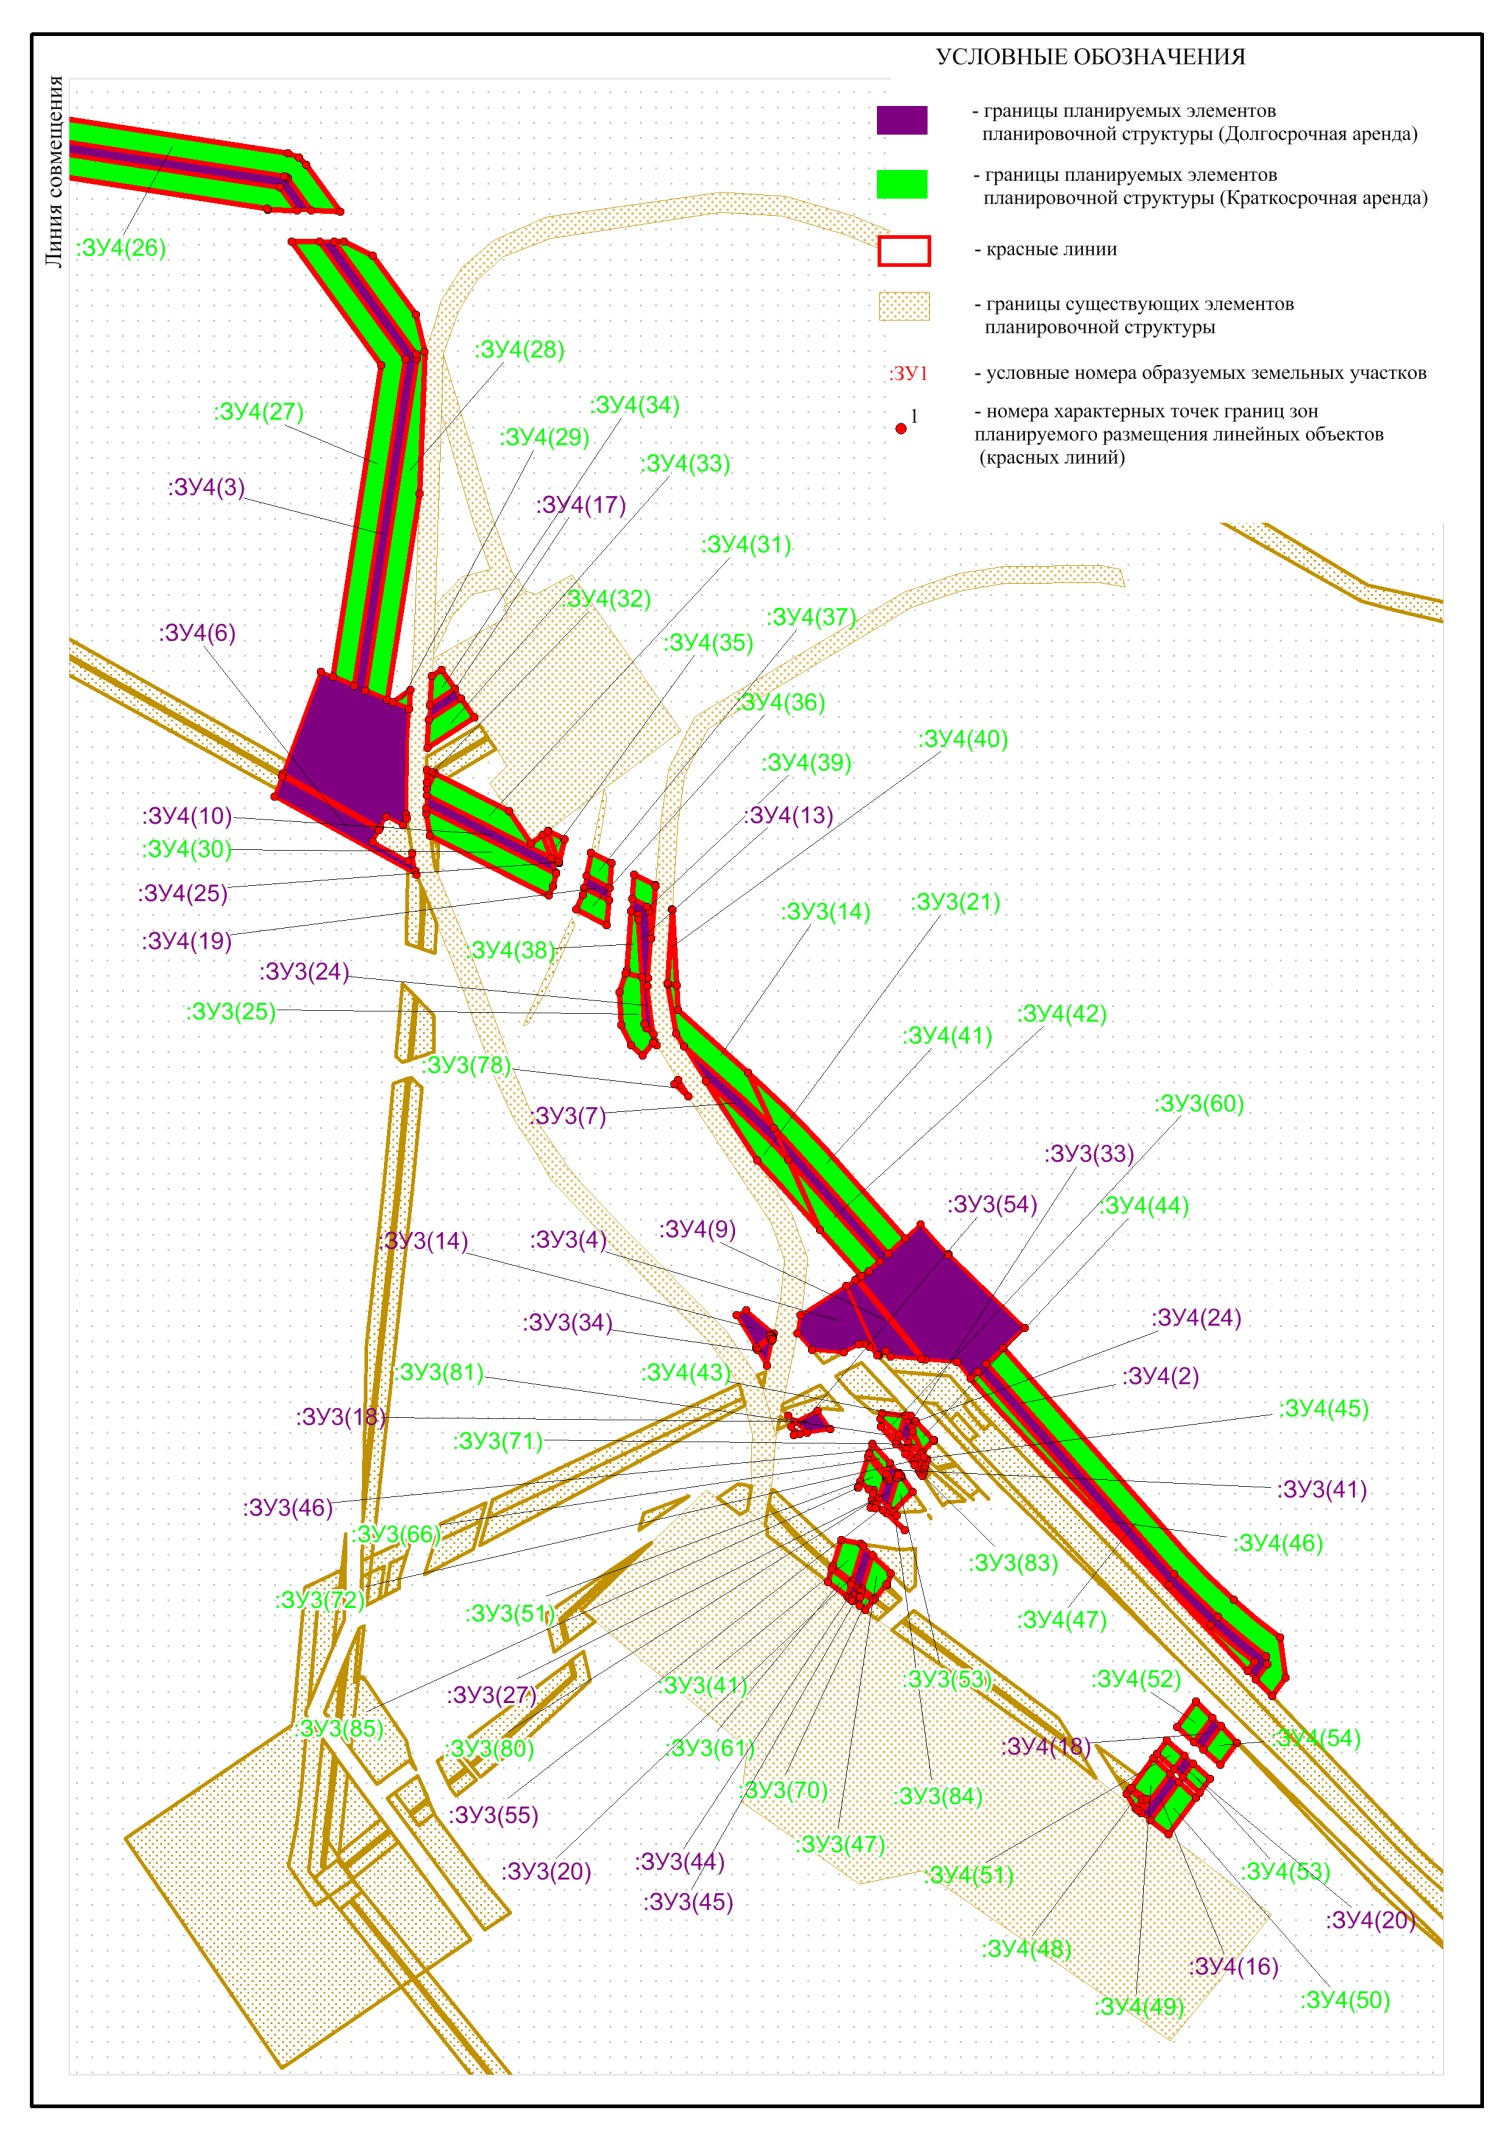 УСЛОВНЫЕ ОБОЗНАЧЕНИЯ
- границы планируемых элементов
планировочной структуры (Долгосрочная аренда)
- границы планируемых элементов
планировочной структуры (Краткосрочная аренда)
- красные линии
- границы существующих элементов
планировочной структуры
:ЗУ1
- условные номера образуемых земельных участков
1
- номера характерных точек границ зон
планируемого размещения линейных объектов
(красных линий)
Линия совмещения
:ЗУ4(26)
:ЗУ4(28)
:ЗУ4(27)
:ЗУ4(34)
:ЗУ4(29)
:ЗУ4(33)
:ЗУ4(3)
:ЗУ4(17)
:ЗУ4(31)
:ЗУ4(32)
:ЗУ4(37)
:ЗУ4(6)
:ЗУ4(35)
:ЗУ4(36)
:ЗУ4(40)
:ЗУ4(39)
:ЗУ4(10)
:ЗУ4(13)
:ЗУ4(30)
:ЗУ4(25)
:ЗУ3(21)
:ЗУ3(14)
:ЗУ4(19)
:ЗУ4(38)
:ЗУ3(24)
:ЗУ3(25)
:ЗУ4(42)
:ЗУ4(41)
:ЗУ3(78)
:ЗУ3(60)
:ЗУ3(7)
:ЗУ3(33)
:ЗУ3(54)
:ЗУ4(44)
:ЗУ4(9)
:ЗУ3(14)
:ЗУ3(4)
:ЗУ4(24)
:ЗУ3(34)
:ЗУ3(81)
:ЗУ4(43)
:ЗУ4(2)
:ЗУ4(45)
:ЗУ3(18)
:ЗУ3(71)
:ЗУ3(41)
:ЗУ3(46)
:ЗУ3(66)
:ЗУ4(46)
:ЗУ3(83)
:ЗУ3(72)
:ЗУ3(51)
:ЗУ4(47)
:ЗУ3(53)
:ЗУ4(52)
:ЗУ3(41)
:ЗУ3(27)
:ЗУ3(85)
:ЗУ4(54)
:ЗУ3(80)
:ЗУ3(61)
:ЗУ4(18)
:ЗУ3(70)
:ЗУ3(84)
:ЗУ3(55)
:ЗУ3(47)
:ЗУ3(44)
:ЗУ3(20)
:ЗУ4(51)
:ЗУ4(53)
:ЗУ3(45)
:ЗУ4(20)
:ЗУ4(48)
:ЗУ4(16)
:ЗУ4(50)
:ЗУ4(49)